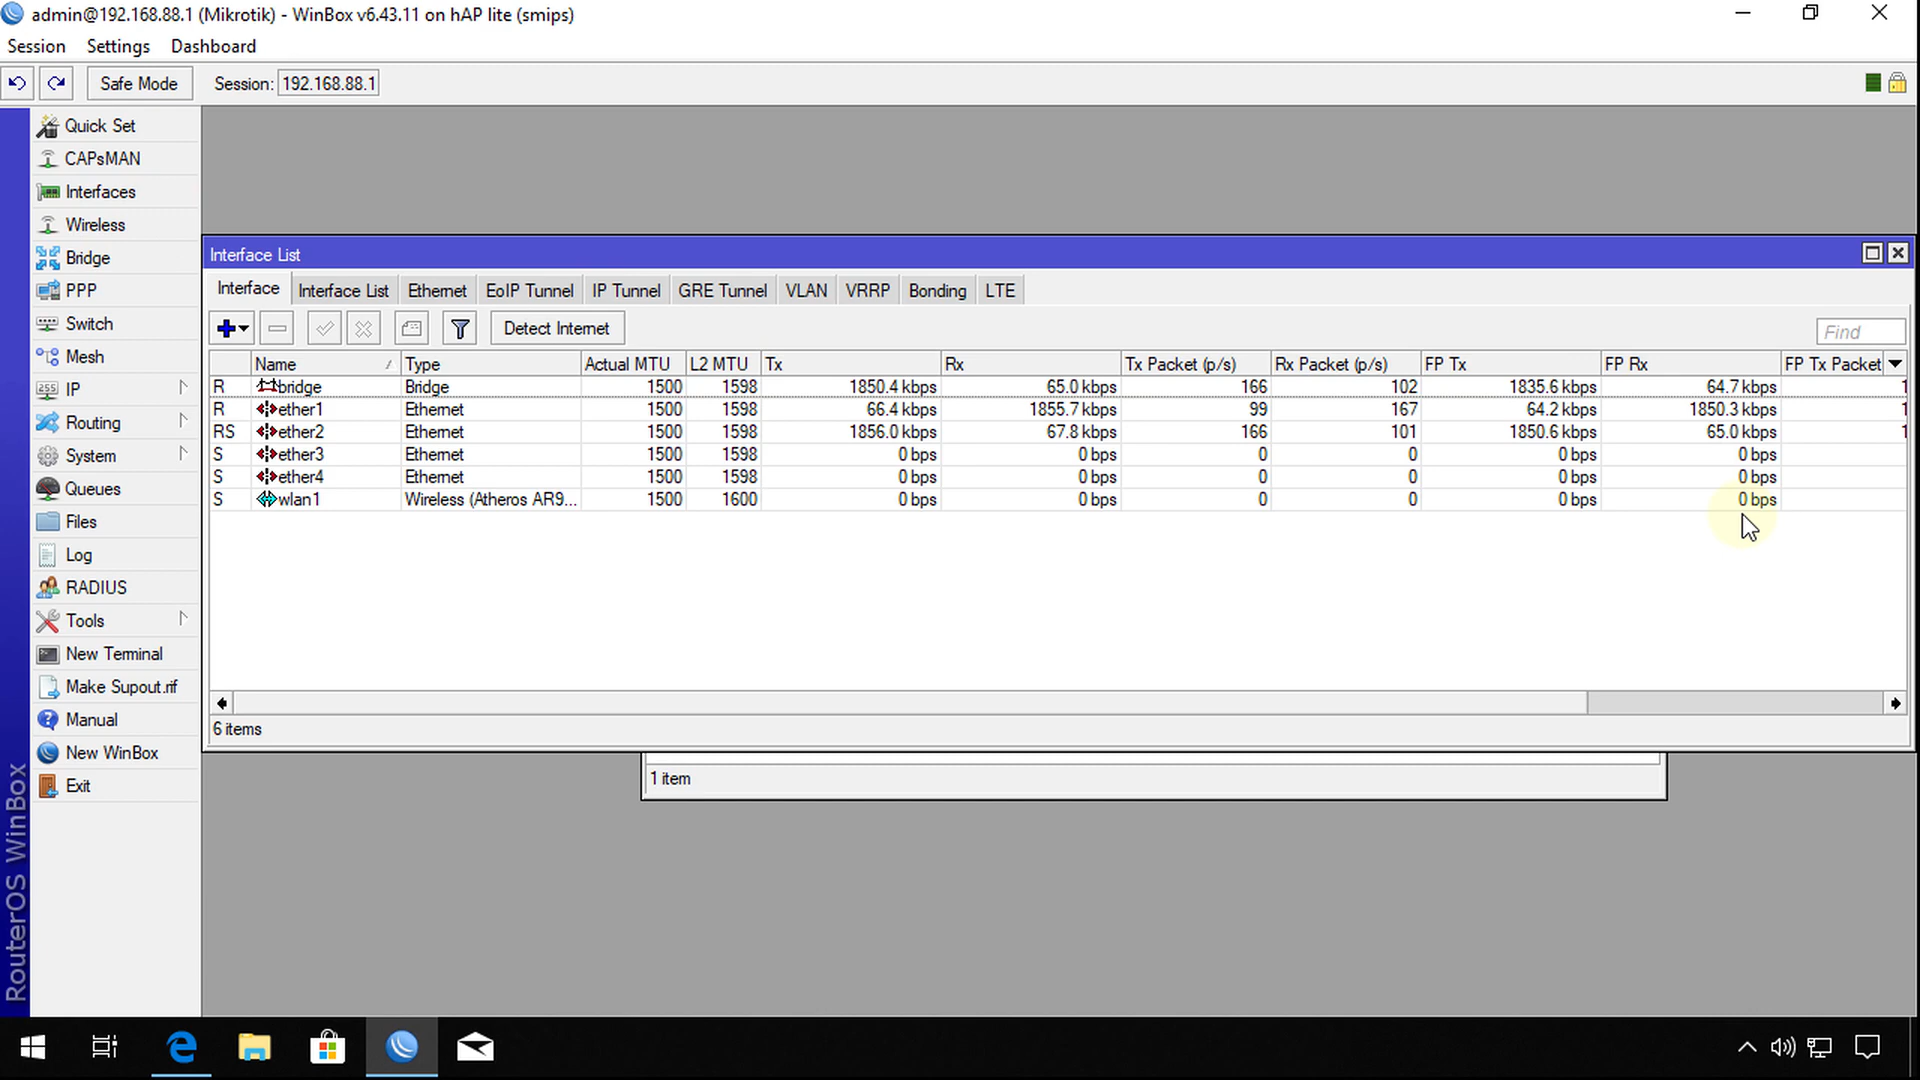 admin@192.168.88.1 (Mikrotik) - WinBox v6.43.11 on hAP lite (smips)
Session Settings Dashboard
Safe Mode Session: 192.168.88.1
Quick Set
CAPsMAN
Interfaces
Wireless
Bridge
PPP
Switch
Mesh
IP
Routing
System
Queues
Files
Log
RADIUS
Tools
New Terminal
Make Supout.rif
Manual
New WinBox
Exit
RouterOS WinBox
Interface List
Interface Interface List Ethernet EoIP Tunnel IP Tunnel GRE Tunnel VLAN VRRP Bonding LTE
Detect Internet Find
Name Type Actual MTU L2 MTU Tx Rx Tx Packet (p/s) Rx Packet (p/s) FP Tx FP Rx FP Tx Packet
R bridge Bridge 1500 1598 1850.4 kbps 65.0 kbps 166 102 1835.6 kbps 64.7 kbps 1
R ether1 Ethernet 1500 1598 66.4 kbps 1855.7 kbps 99 167 64.2 kbps 1850.3 kbps 1
RS ether2 Ethernet 1500 1598 1856.0 kbps 67.8 kbps 166 101 1850.6 kbps 65.0 kbps 1
S ether3 Ethernet 1500 1598 0 bps 0 bps 0 0 0 bps 0 bps
S ether4 Ethernet 1500 1598 0 bps 0 bps 0 0 0 bps 0 bps
S wlan1 Wireless (Atheros AR9... 1500 1600 0 bps 0 bps 0 0 0 bps 0 bps
6 items
1 item